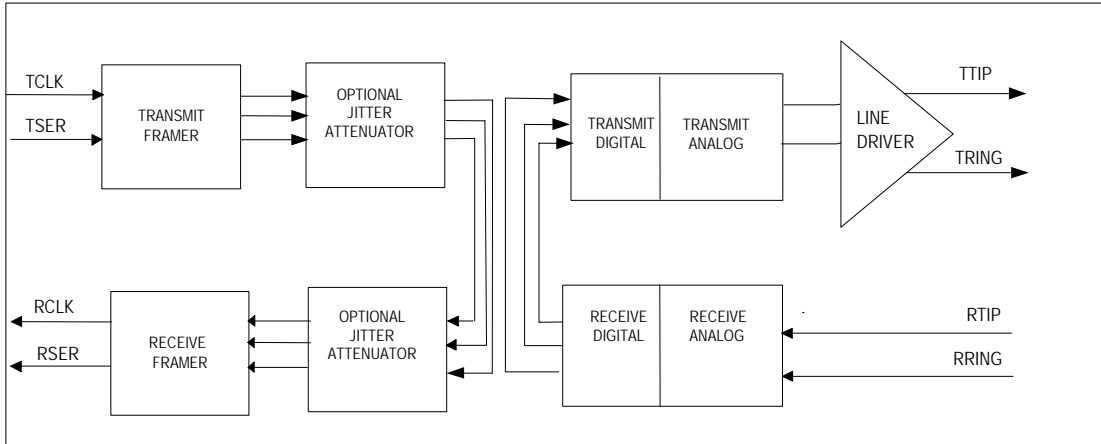 TCLK
TSER
TRANSMIT
FRAMER
OPTIONAL
JITTER
ATTENUATOR
TRANSMIT
DIGITAL
TRANSMIT
ANALOG
LINE
DRIVER
TTIP
TRING
RCLK
RSER
RECEIVE
FRAMER
OPTIONAL
JITTER
ATTENUATOR
RECEIVE
DIGITAL
RECEIVE
ANALOG
RTIP
RRING